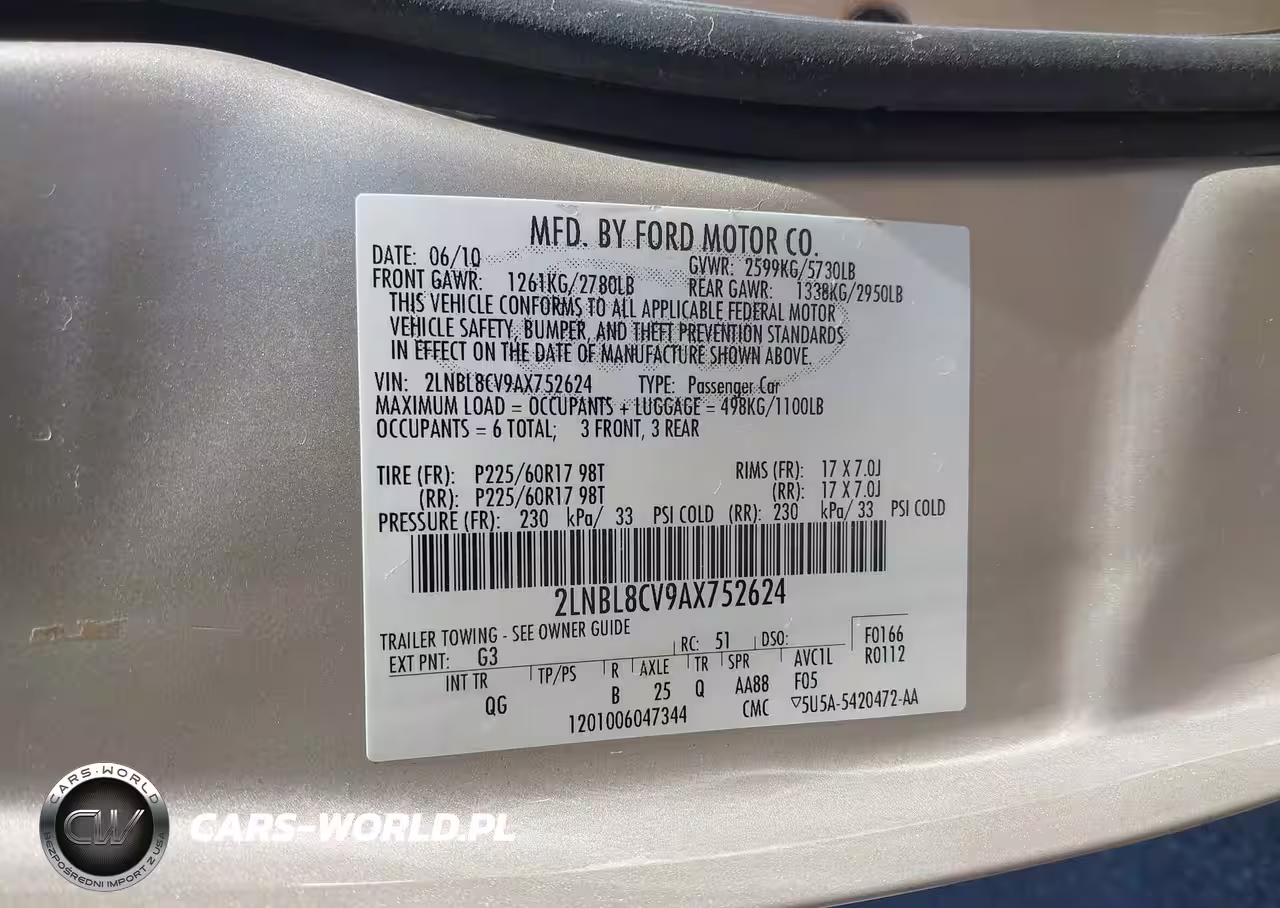 MFD. BY FORD MOTOR CO.
DATE: 06/10 GVWR: 2599KG/5730LB
FRONT GAWR: 1261KG/2780LB REAR GAWR: 1338KG/2950LB
THIS VEHICLE CONFORMS TO ALL APPLICABLE FEDERAL MOTOR
VEHICLE SAFETY, BUMPER, AND THEFT PREVENTION STANDARDS
IN EFFECT ON THE DATE OF MANUFACTURE SHOWN ABOVE.
VIN: 2LNBL8CV9AX752624 TYPE: Passenger Car
MAXIMUM LOAD = OCCUPANTS + LUGGAGE = 498KG/1100LB
OCCUPANTS = 6 TOTAL; 3 FRONT, 3 REAR
TIRE (FR): P225/60R17 98T RIMS (FR): 17 X 7.0J
(RR): P225/60R17 98T (RR): 17 X 7.0J
PRESSURE (FR): 230 kPa/ 33 PSI COLD (RR): 230 kPa/ 33 PSI COLD
2LNBL8CV9AX752624
TRAILER TOWING - SEE OWNER GUIDE
EXT PNT: G3 RC: 51 DSO: F0166
R0112
INT TR TP/PS R AXLE TR SPR AVC1L
QG B 25 Q AA88 F05
1201006047344 CMC ▽5U5A-5420472-AA
CARS-WORLD
CW
BEZPOŚREDNI IMPORT Z USA
CARS-WORLD.PL